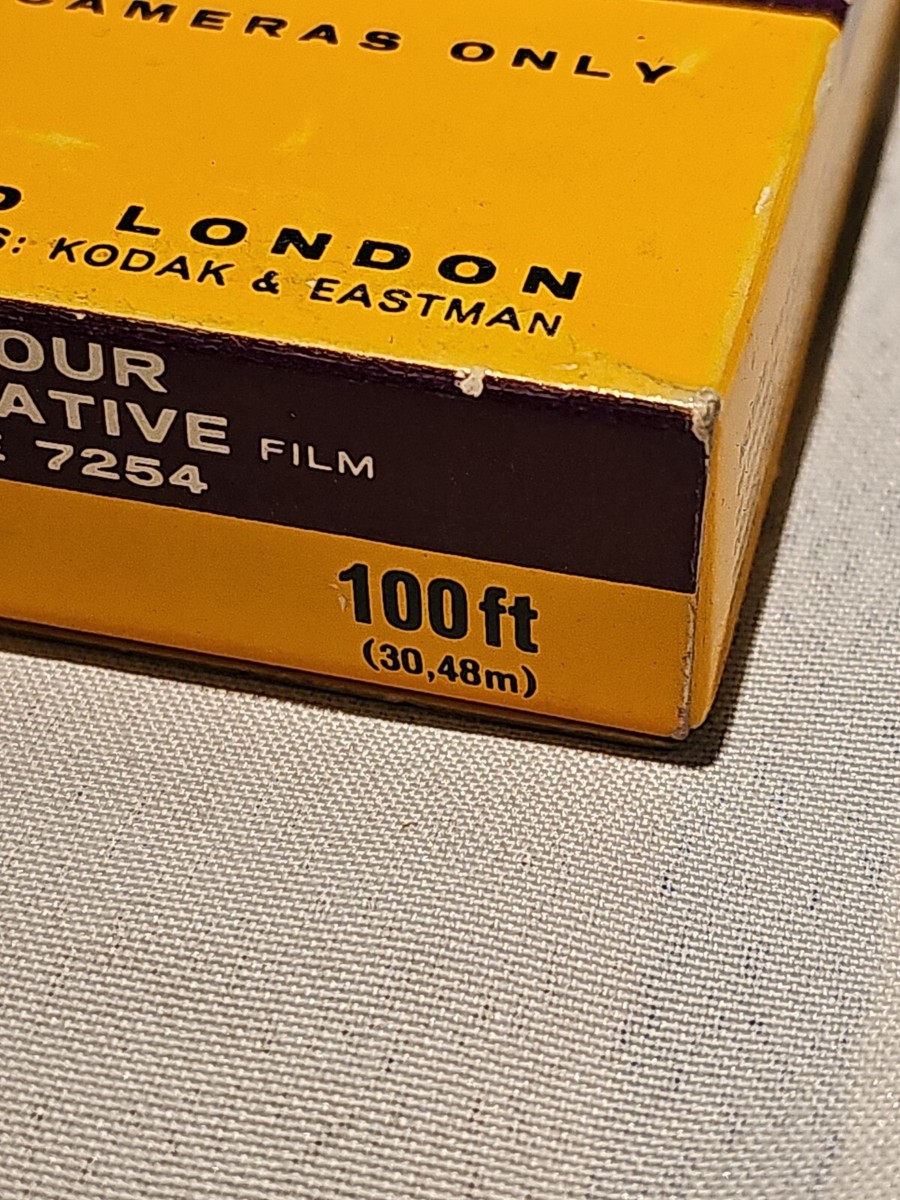 CAMERAS ONLY
D LONDON
S: KODAK & EASTMAN
OUR
ATIVE FILM
E 7254
100ft
(30,48m)